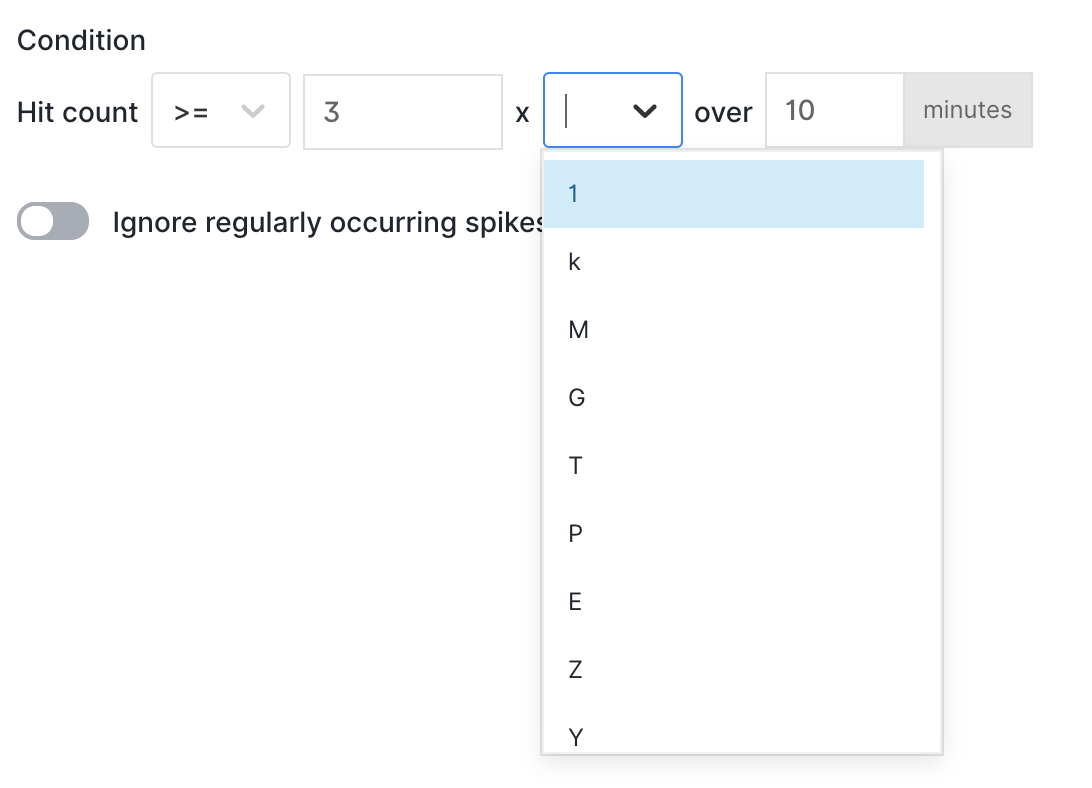 Condition
Hit count >= 3 x over 10 minutes
Ignore regularly occurring spikes
1
k
M
G
T
P
E
Z
Y